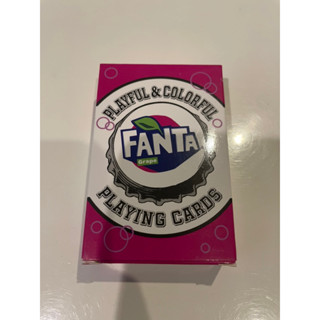 PLAYFUL & COLORFUL
FANTA
Grape
PLAYING CARDS